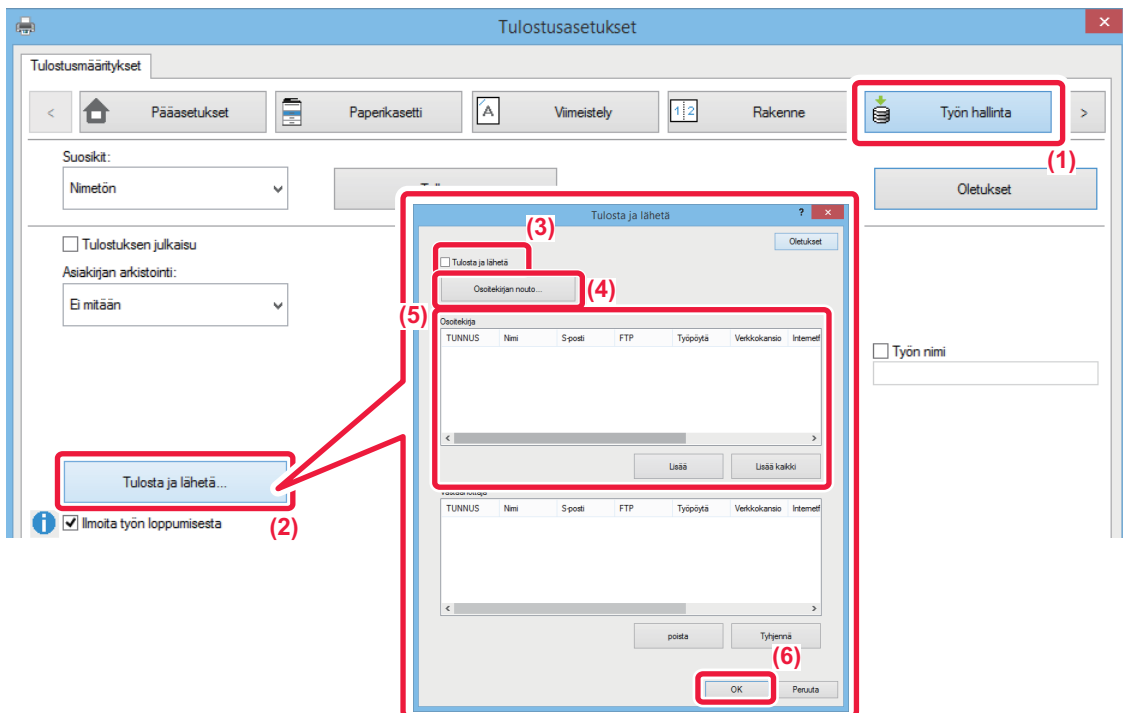 Tulostusasetukset
Tulostusmääritykset
Pääasetukset
Paperikasetti
Viimeistely
Rakenne
Työn hallinta
(1)
Suosikit:
Nimetön
Oletukset
Tulostuksen julkaisu
Asiakirjan arkistointi:
Ei mitään
Työn nimi
Tulosta ja lähetä...
(2)
Ilmoita työn loppumisesta
Tulosta ja lähetä
Oletukset
(3)
Tulosta ja lähetä
Osoitekirjan nouto...
(4)
(5)
Osoitekirja
TUNNUS Nimi S-posti FTP Työpöytä Verkkokansio Internetf
Lisää Lisää kaikki
Vastaanottaja
TUNNUS Nimi S-posti FTP Työpöytä Verkkokansio Internetf
poista Tyhjennä
(6)
OK Peruuta